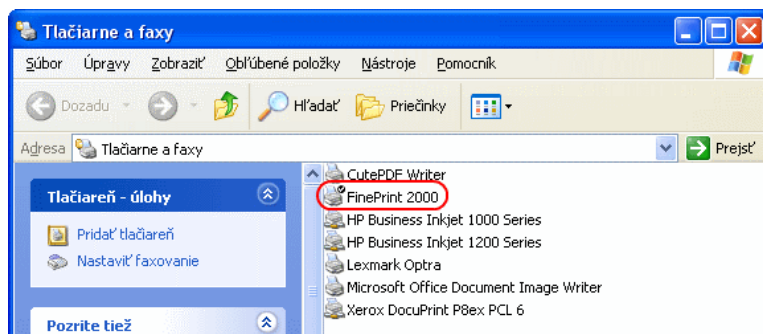 Tlačiarne a faxy
Súbor Úpravy Zobraziť Obľúbené položky Nástroje Pomocník
Dozadu Hľadať Priečinky
Adresa Tlačiarne a faxy Prejsť
Tlačiareň - úlohy
Pridať tlačiareň
Nastaviť faxovanie
Pozrite tiež
CutePDF Writer
FinePrint 2000
HP Business Inkjet 1000 Series
HP Business Inkjet 1200 Series
Lexmark Optra
Microsoft Office Document Image Writer
Xerox DocuPrint P8ex PCL 6